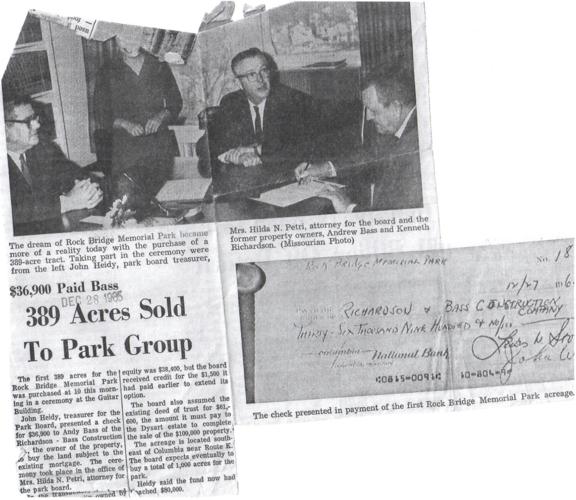 The dream of Rock Bridge Memorial Park became
more of a reality today with the purchase of a
389-acre tract. Taking part in the ceremony were
from the left John Heidy, park board treasurer,
Mrs. Hilda N. Petri, attorney for the board and the
former property owners, Andrew Bass and Kenneth
Richardson. (Missourian Photo)
$36,900 Paid Bass
DEC 28 1965
389 Acres Sold
To Park Group
The first 389 acres for the
Rock Bridge Memorial Park
was purchased at 10 this morn-
ing in a ceremony at the Guitar
Building.
John Heidy, treasurer for the
Park Board, presented a check
for $36,900 to Andy Bass of the
Richardson - Bass Construction
the owner of the property,
to buy the land subject to the
existing mortgage. The cere-
mony took place in the office of
Mrs. Hilda N. Petri, attorney for
the park board.
owned by
equity was $38,400, but the board
received credit for the $1,500 it
had paid earlier to extend its
option.
The board also assumed the
existing deed of trust for $61,-
600, the amount it must pay to
the Dysart estate to complete
the sale of the $100,000 property.
The acreage is located south-
east of Columbia near Route K.
The board expects eventually to
buy a total of 1,000 acres for the
park.
Heidy said the fund now had
reached $80,000.
ROCK BRIDGE MEMORIAL PARK
No. 18
12/27 196
RICHARDSON & BASS CONSTRUCTION
COMPANY
THIRTY-SIX THOUSAND NINE HUNDRED & NO/
Columbia National Bank
The check presented in payment of the first Rock Bridge Memorial Park acreage.